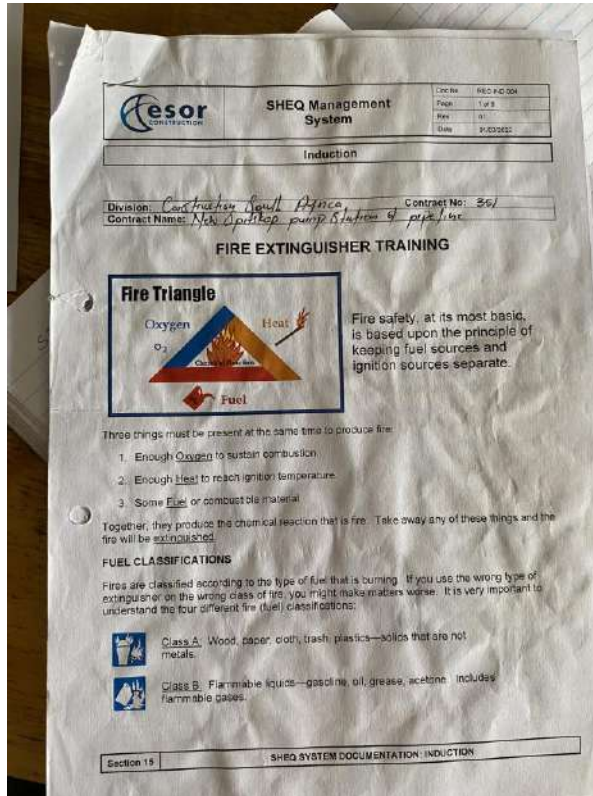 esor
CONSTRUCTION
SHEQ Management
System
Doc No
Page 1 of 9
Rev 01
Date
Induction
Division: Construction South Africa Contract No: 351
Contract Name: New pump Station & pipeline
FIRE EXTINGUISHER TRAINING
Fire Triangle
Oxygen
O2
Heat
Chemical Reaction
Fuel
Fire safety, at its most basic,
is based upon the principle of
keeping fuel sources and
ignition sources separate.
Three things must be present at the same time to produce fire:
1. Enough Oxygen to sustain combustion
2. Enough Heat to reach ignition temperature
3. Some Fuel or combustible material
Together, they produce the chemical reaction that is fire. Take away any of these things and the
fire will be extinguished.
FUEL CLASSIFICATIONS
Fires are classified according to the type of fuel that is burning. If you use the wrong type of
extinguisher on the wrong class of fire, you might make matters worse. It is very important to
understand the four different fire (fuel) classifications:
Class A: Wood, paper, cloth, trash, plastics—solids that are not
metals.
Class B: Flammable liquids—gasoline, oil, grease, acetone. Includes
flammable gases.
Section 15
SHEQ SYSTEM DOCUMENTATION: INDUCTION